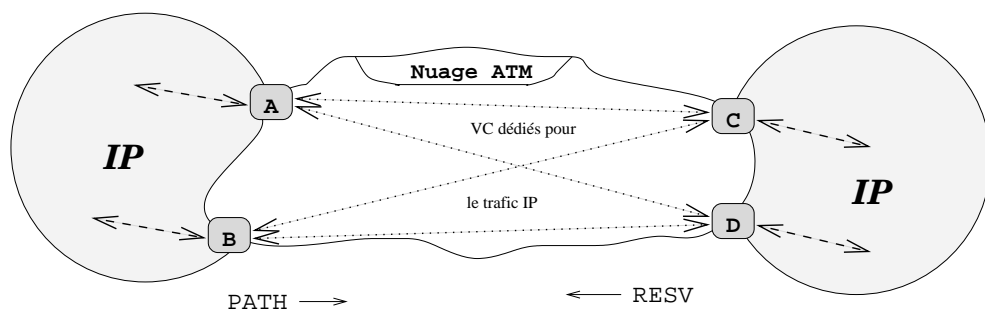 Nuage ATM
A
C
VC dédiés pour
IP
IP
le trafic IP
B
D
PATH
RESV